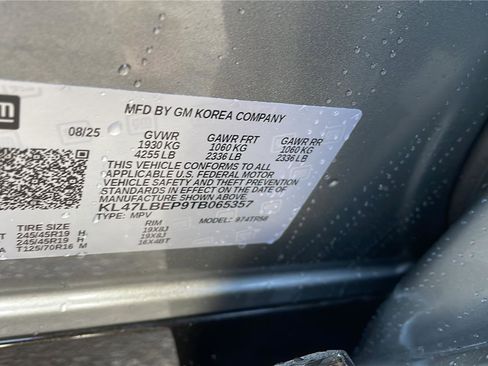 gm
MFD BY GM KOREA COMPANY
08/25 GVWR GAWR FRT GAWR RR
1930 KG 1060 KG 1060 KG
4255 LB 2336 LB 2336 LB
THIS VEHICLE CONFORMS TO ALL
APPLICABLE U.S. FEDERAL MOTOR
VEHICLE SAFETY AND THEFT
STANDARDS IN EFFECT ON THE DATE OF
MANUFACTURE SHOWN ABOVE.
KL47LBEP9TB065357
TYPE: MPV MODEL: 974TR58
TIRE SIZE RIM
245/45R19 H 19X8J
245/45R19 H 19X8J
T125/70R16 M 16X4BT